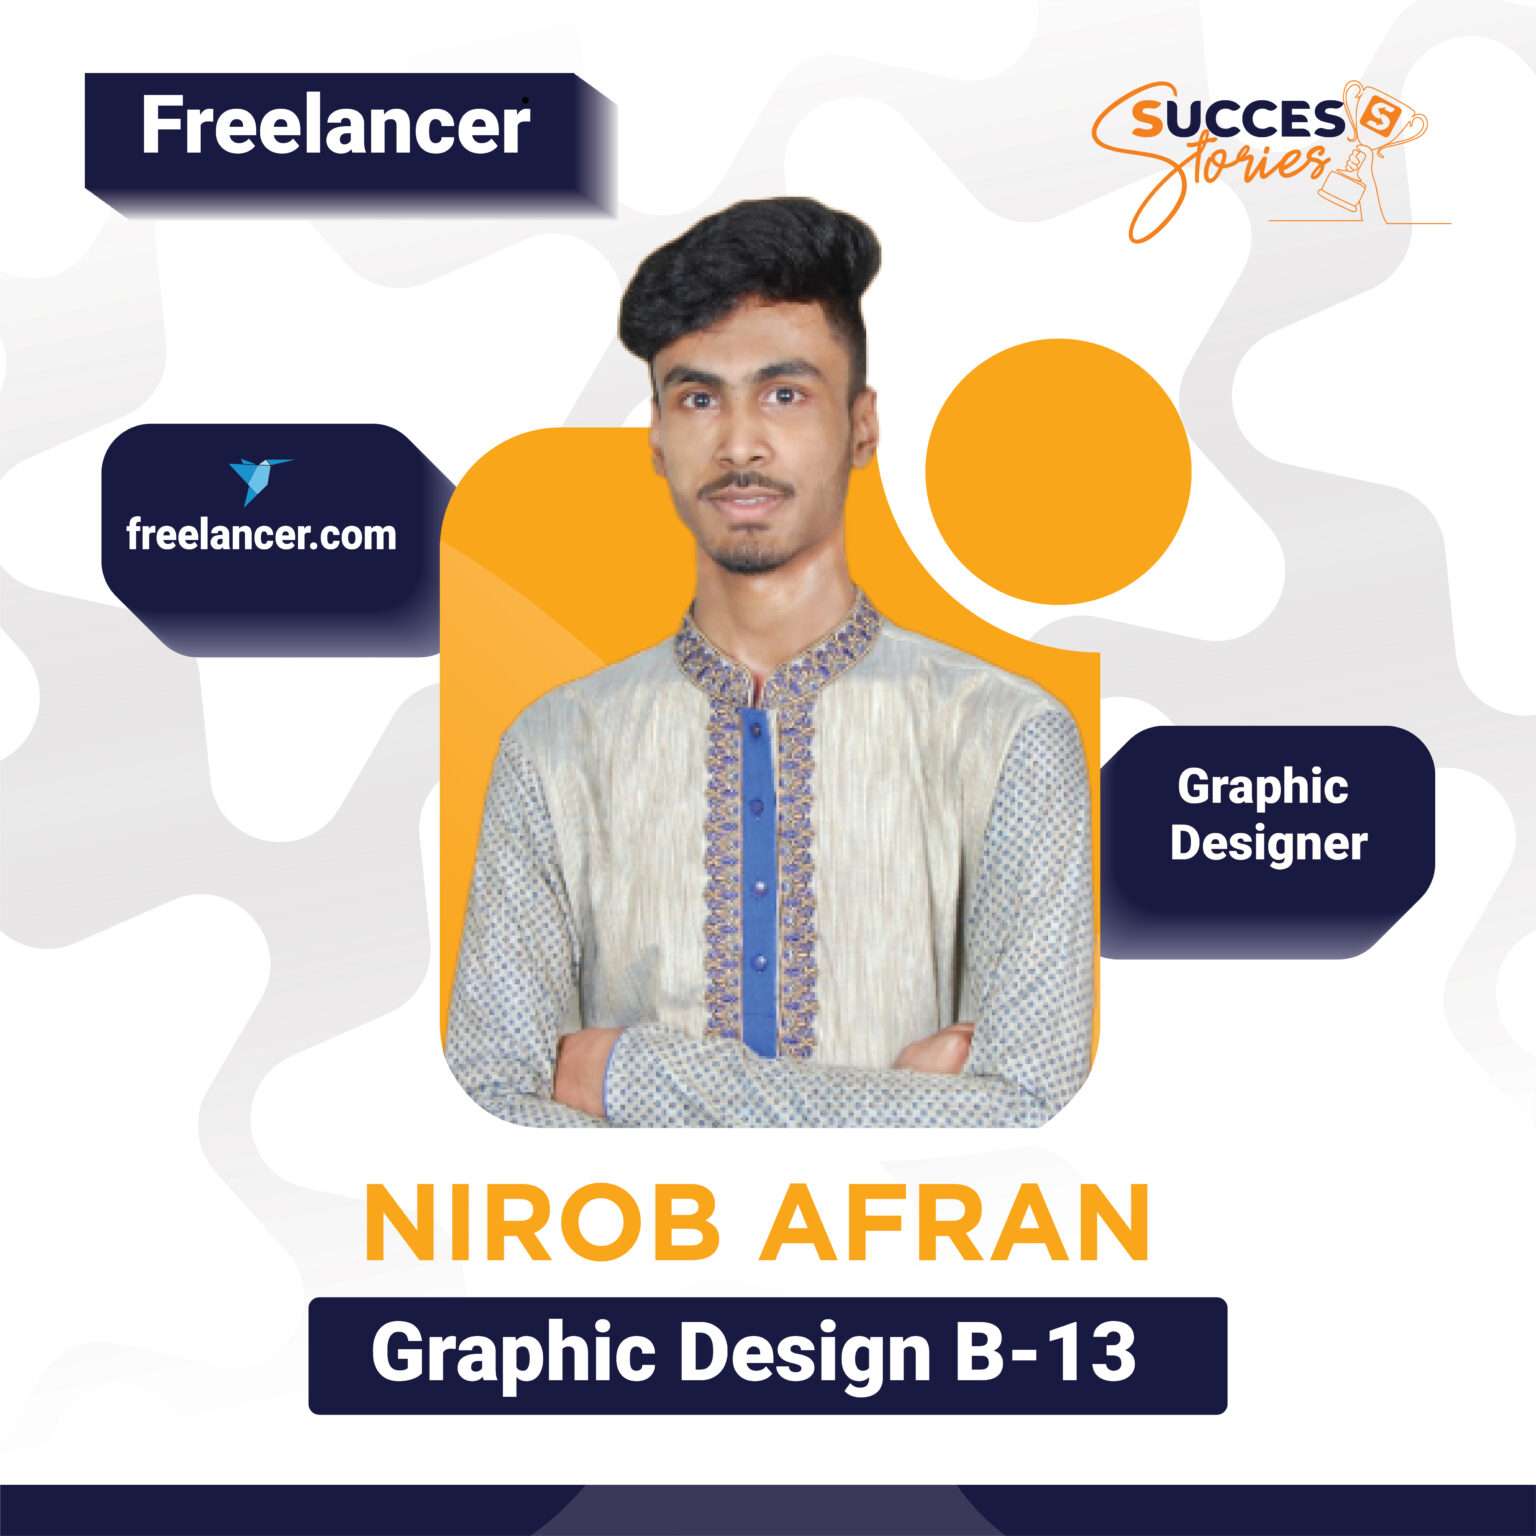 Freelancer
SUCCESS
Stories
freelancer.com
Graphic
Designer
NIROB AFRAN
Graphic Design B-13